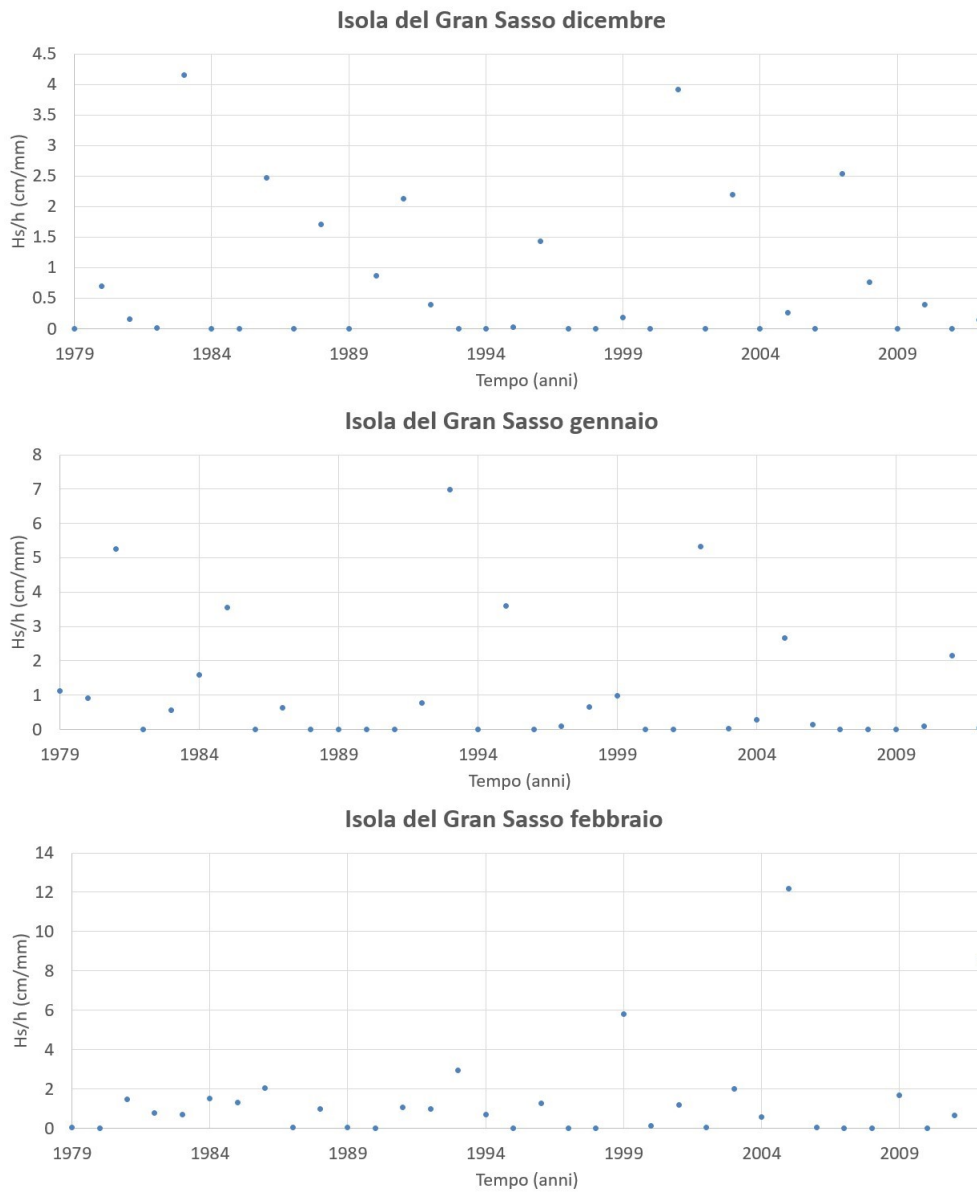 Isola del Gran Sasso dicembre
4.5
4
3.5
3
2.5
2
1.5
1
0.5
0
Hs/h (cm/mm)
1979 1984 1989 1994 1999 2004 2009
Tempo (anni)
Isola del Gran Sasso gennaio
8
7
6
5
4
3
2
1
0
Hs/h (cm/mm)
1979 1984 1989 1994 1999 2004 2009
Tempo (anni)
Isola del Gran Sasso febbraio
14
12
10
8
6
4
2
0
Hs/h (cm/mm)
1979 1984 1989 1994 1999 2004 2009
Tempo (anni)